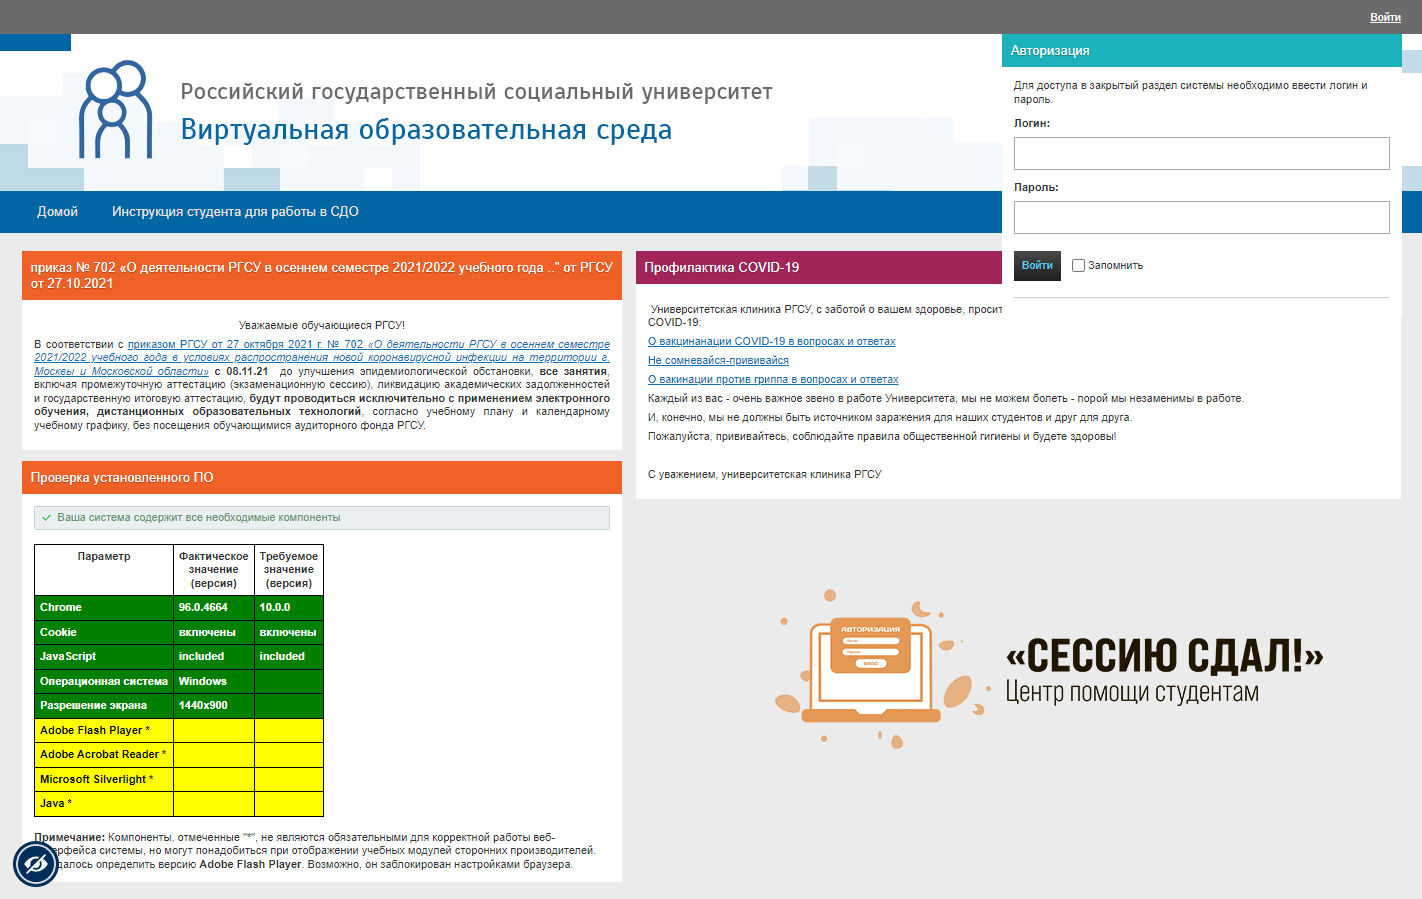 Войти
Авторизация
Для доступа в закрытый раздел системы необходимо ввести логин и
пароль.
Логин:
Пароль:
Войти
Запомнить
Российский государственный социальный университет
Виртуальная образовательная среда
Домой
Инструкция студента для работы в СДО
приказ № 702 «О деятельности РГСУ в осеннем семестре 2021/2022 учебного года .." от РГСУ
от 27.10.2021
Уважаемые обучающиеся РГСУ!
В соответствии с приказом РГСУ от 27 октября 2021 г. № 702 «О деятельности РГСУ в осеннем семестре
2021/2022 учебного года в условиях распространения новой коронавирусной инфекции на территории г.
Москвы и Московской области» с 08.11.21 до улучшения эпидемиологической обстановки, все занятия,
включая промежуточную аттестацию (экзаменационную сессию), ликвидацию академических задолженностей
и государственную итоговую аттестацию, будут проводиться исключительно с применением электронного
обучения, дистанционных образовательных технологий, согласно учебному плану и календарному
учебному графику, без посещения обучающимися аудиторного фонда РГСУ.
Проверка установленного ПО
Ваша система содержит все необходимые компоненты
Параметр Фактическое значение (версия) Требуемое значение (версия)
Chrome 96.0.4664 10.0.0
Cookie включены включены
JavaScript included included
Операционная система Windows
Разрешение экрана 1440x900
Adobe Flash Player *
Adobe Acrobat Reader *
Microsoft Silverlight *
Java *
Примечание: Компоненты, отмеченные "*", не являются обязательными для корректной работы веб-
ерфейса системы, но могут понадобиться при отображении учебных модулей сторонних производителей.
далось определить версию Adobe Flash Player. Возможно, он заблокирован настройками браузера.
Профилактика COVID-19
Университетская клиника РГСУ, с заботой о вашем здоровье, просит
COVID-19:
О вакцинанации COVID-19 в вопросах и ответах
Не сомневайся-прививайся
О вакинации против гриппа в вопросах и ответах
Каждый из вас - очень важное звено в работе Университета, мы не можем болеть - порой мы незаменимы в работе.
И, конечно, мы не должны быть источником заражения для наших студентов и друг для друга.
Пожалуйста, прививайтесь, соблюдайте правила общественной гигиены и будете здоровы!
С уважением, университетская клиника РГСУ
АВТОРИЗАЦИЯ
Логин
Пароль
ВХОД
«СЕССИЮ СДАЛ!»
Центр помощи студентам